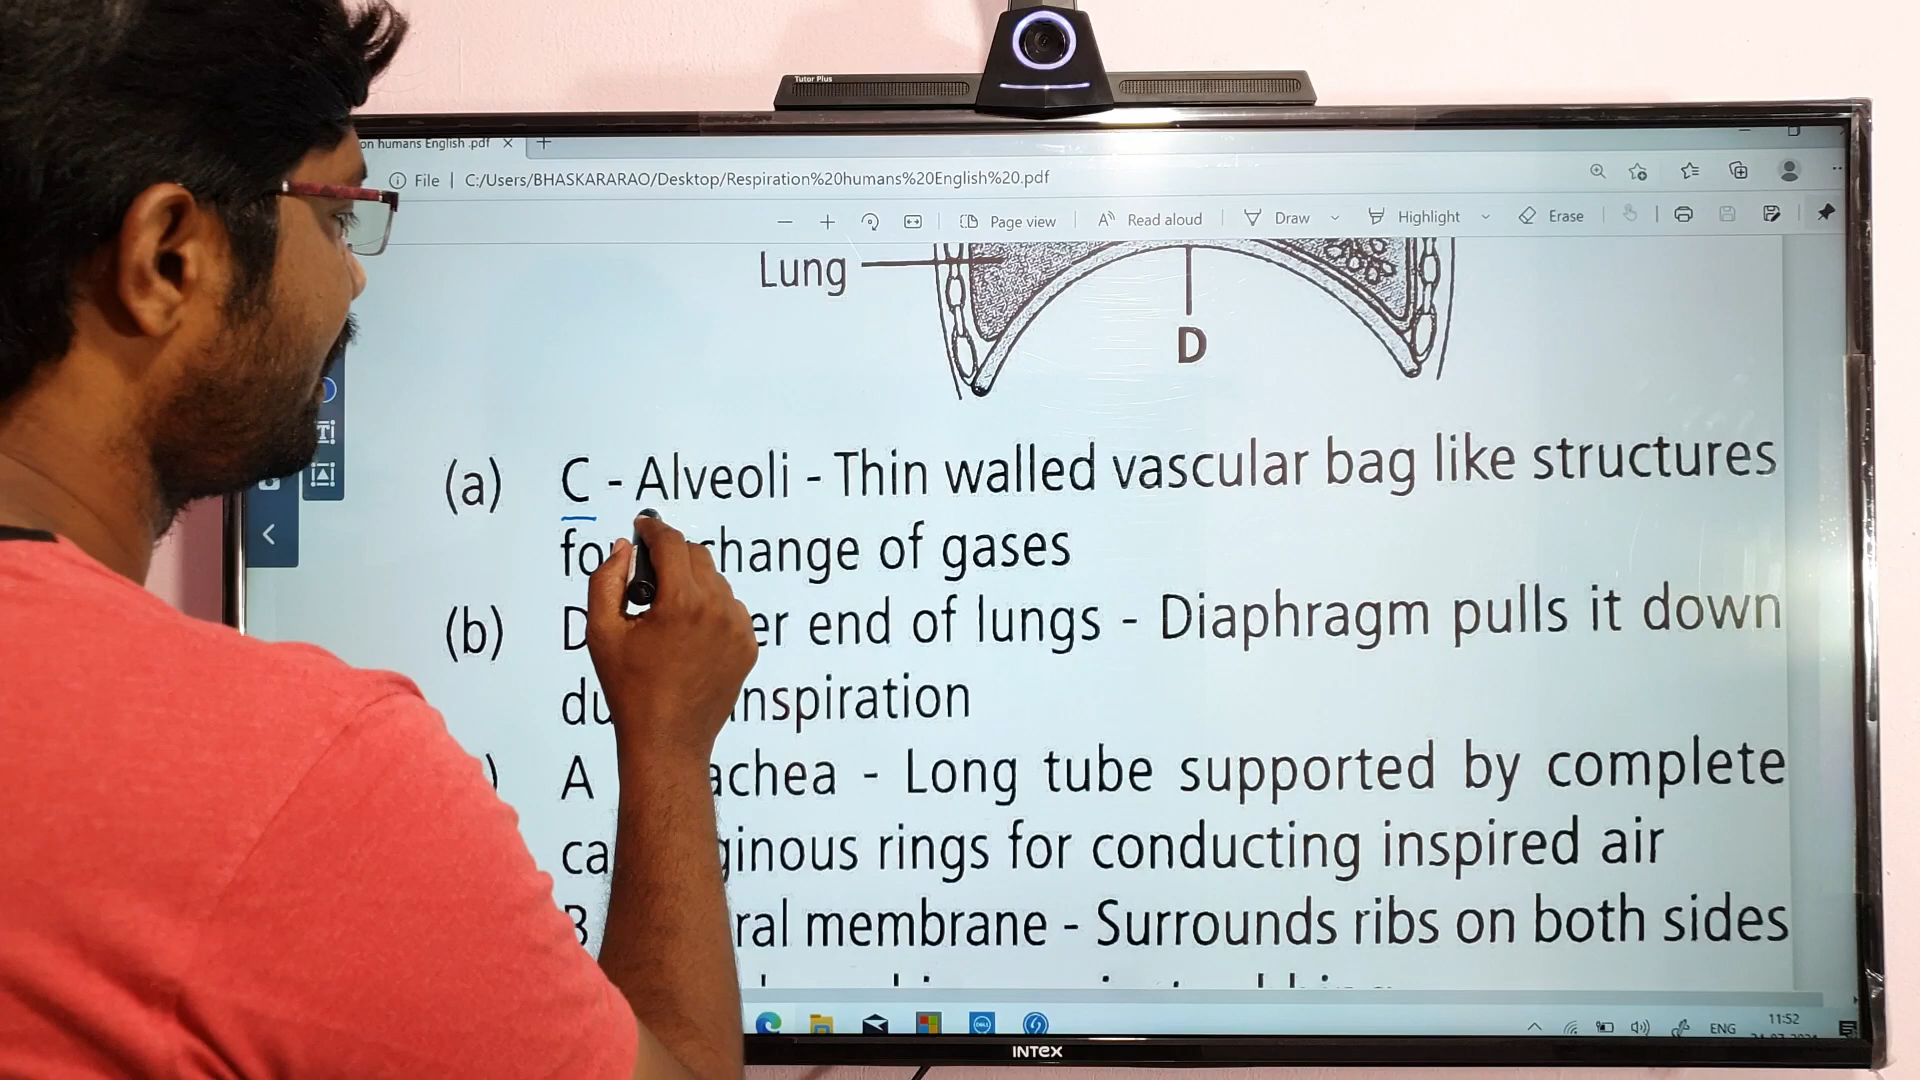 Tutor Plus
on humans English .pdf
File | C:/Users/BHASKARARAO/Desktop/Respiration%20humans%20English%20.pdf
Page view Read aloud Draw Highlight Erase
Lung
D
(a) C - Alveoli - Thin walled vascular bag like structures
fo change of gases
(b) D er end of lungs - Diaphragm pulls it down
du nspiration
) A achea - Long tube supported by complete
ca ginous rings for conducting inspired air
B ral membrane - Surrounds ribs on both sides
ENG 11:52
INTEX